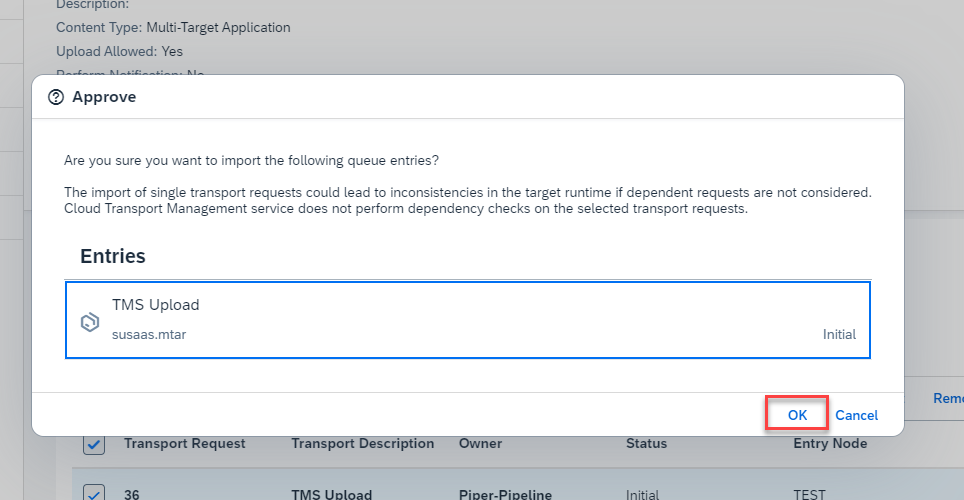 Description:
Content Type: Multi-Target Application
Upload Allowed: Yes
Perform Notification: No
Approve
Are you sure you want to import the following queue entries?
The import of single transport requests could lead to inconsistencies in the target runtime if dependent requests are not considered.
Cloud Transport Management service does not perform dependency checks on the selected transport requests.
Entries
TMS Upload
susaas.mtar Initial
OK Cancel
Transport Request Transport Description Owner Status Entry Node
36 TMS Upload Piper-Pipeline Initial TEST